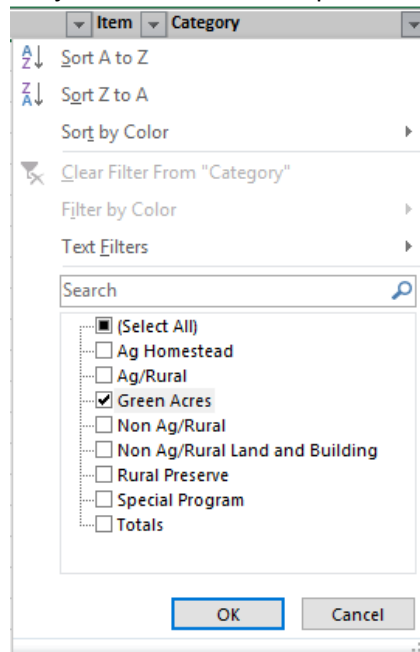 Item Category
Sort A to Z
Sort Z to A
Sort by Color
Clear Filter From "Category"
Filter by Color
Text Filters
Search
(Select All)
Ag Homestead
Ag/Rural
Green Acres
Non Ag/Rural
Non Ag/Rural Land and Building
Rural Preserve
Special Program
Totals
OK Cancel